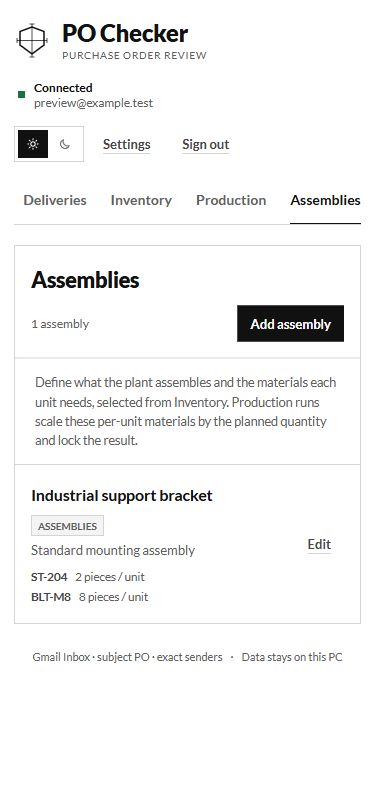 PO Checker
PURCHASE ORDER REVIEW
Connected
preview@example.test
Settings Sign out
Deliveries Inventory Production Assemblies
Assemblies
1 assembly Add assembly
Define what the plant assembles and the materials each
unit needs, selected from Inventory. Production runs
scale these per-unit materials by the planned quantity
and lock the result.
Industrial support bracket
ASSEMBLIES
Standard mounting assembly
Edit
ST-204 2 pieces / unit
BLT-M8 8 pieces / unit
Gmail Inbox · subject PO · exact senders · Data stays on this PC